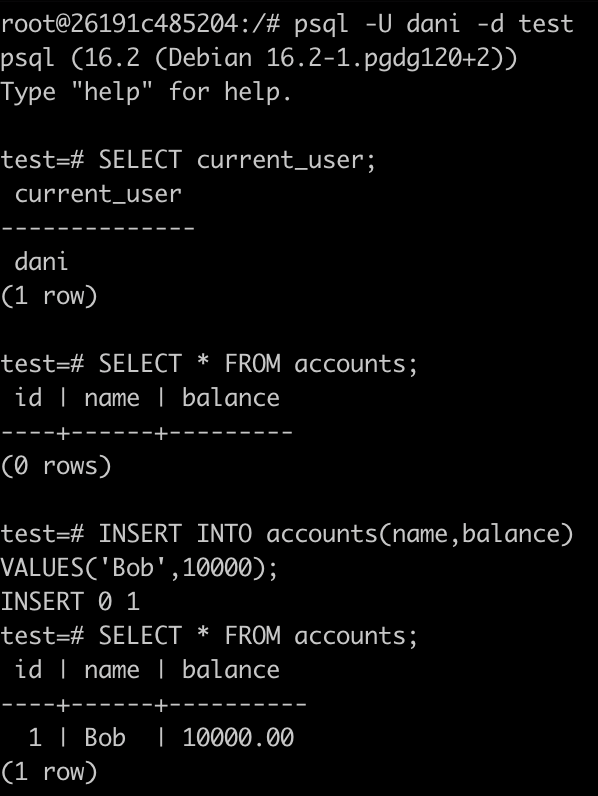 root@26191c485204:/# psql -U dani -d test
psql (16.2 (Debian 16.2-1.pgdg120+2))
Type "help" for help.

test=# SELECT current_user;
 current_user
--------------
 dani
(1 row)

test=# SELECT * FROM accounts;
 id | name | balance
----+------+---------
(0 rows)

test=# INSERT INTO accounts(name,balance)
VALUES('Bob',10000);
INSERT 0 1
test=# SELECT * FROM accounts;
 id | name | balance
----+------+----------
  1 | Bob  | 10000.00
(1 row)